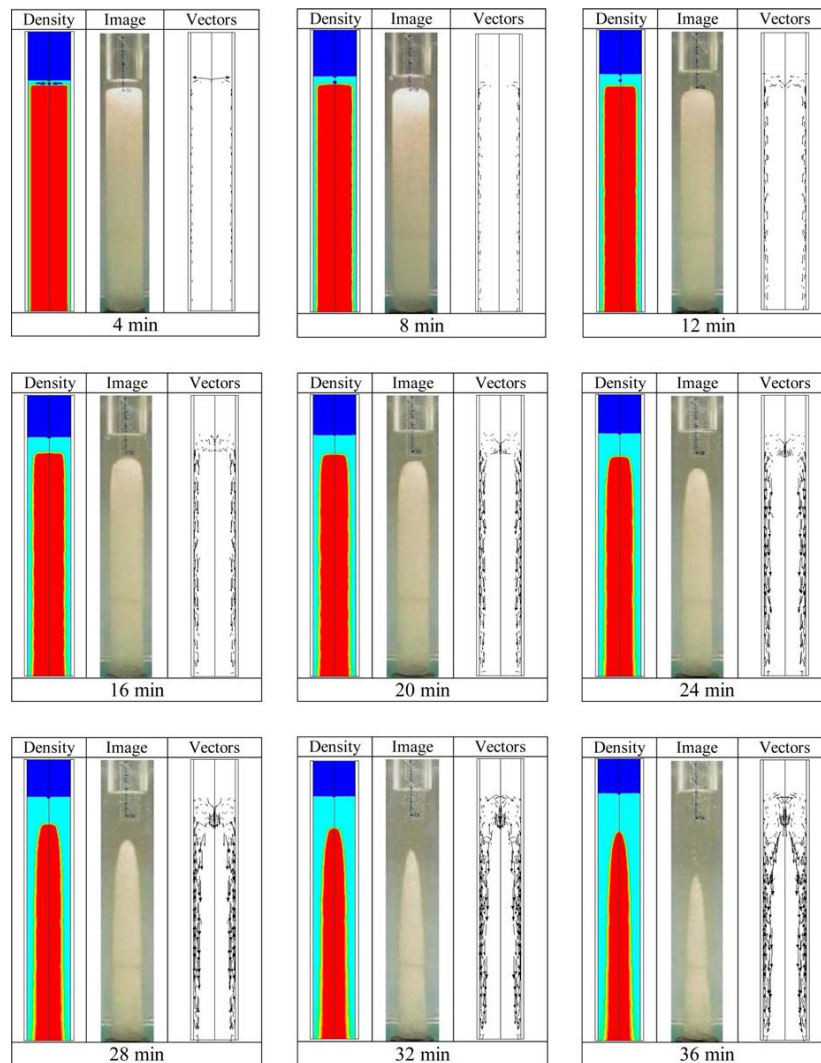 Density Image Vectors Density Image Vectors Density Image Vectors
4 min 8 min 12 min
Density Image Vectors Density Image Vectors Density Image Vectors
16 min 20 min 24 min
Density Image Vectors Density Image Vectors Density Image Vectors
28 min 32 min 36 min